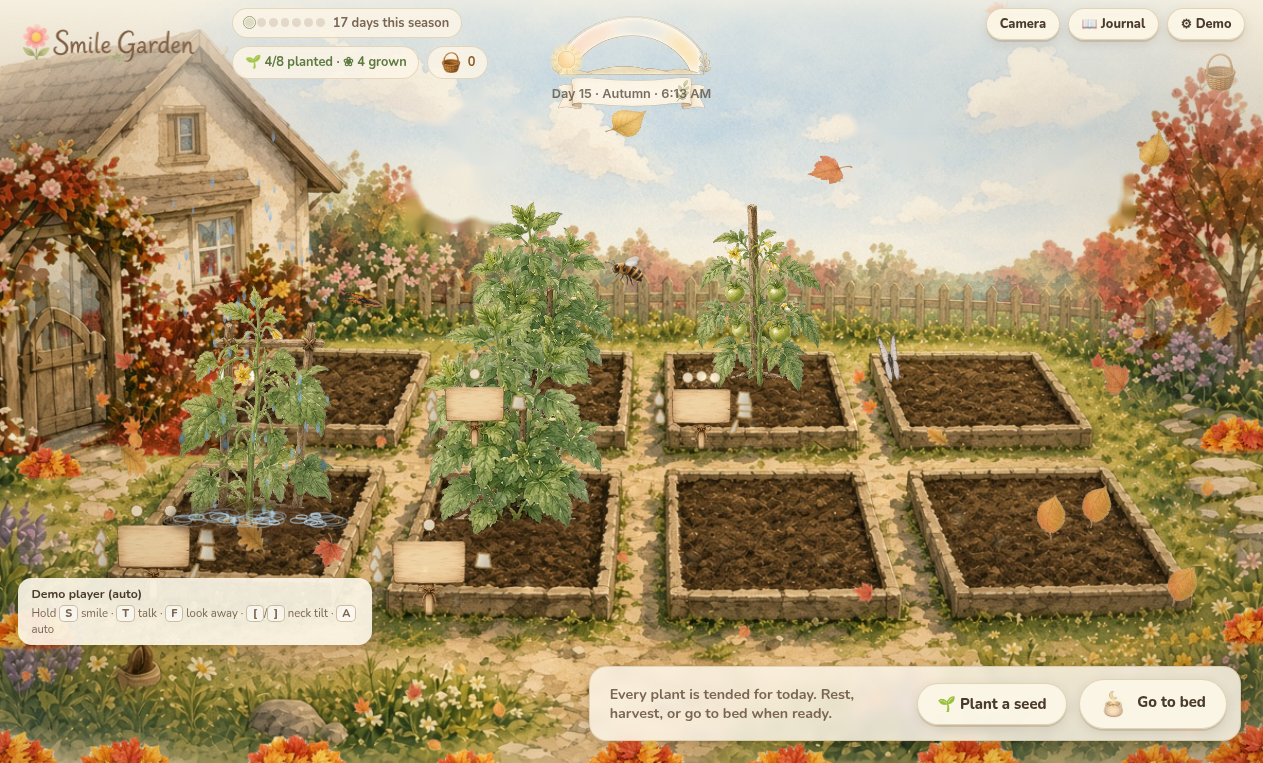 Smile Garden
17 days this season
4/8 planted · 4 grown
0
Day 15 · Autumn · 6:13 AM
Camera
Journal
Demo
Demo player (auto)
Hold S smile · T talk · F look away · [ / ] neck tilt · A
auto
Every plant is tended for today. Rest,
harvest, or go to bed when ready.
Plant a seed
Go to bed